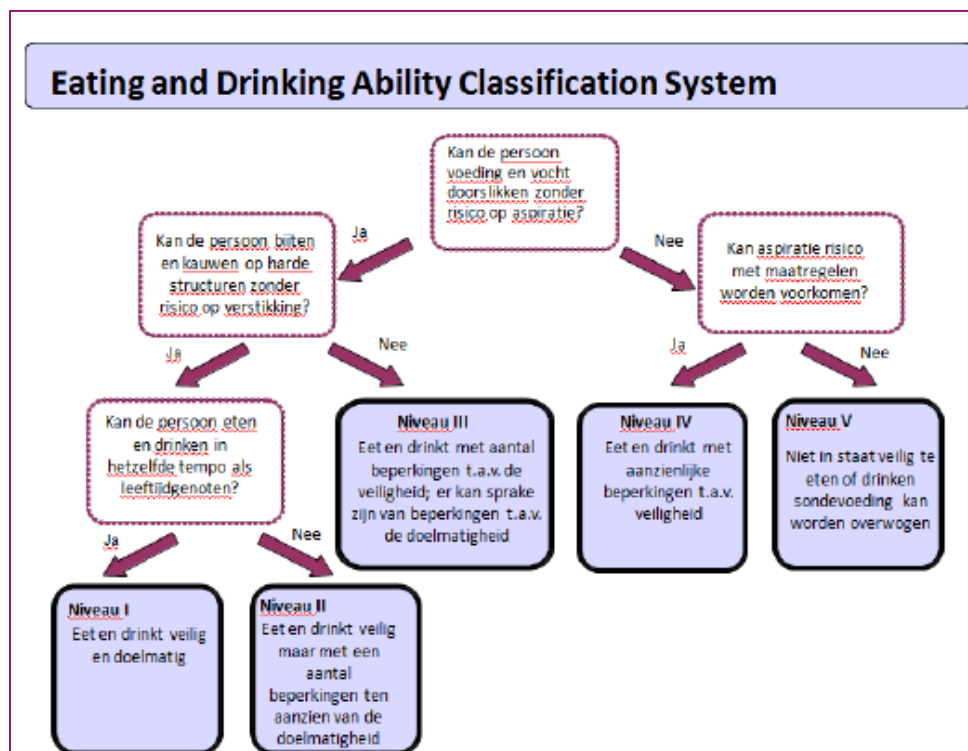 Eating and Drinking Ability Classification System
Kan de persoon
voeding en vocht
doorslikken zonder
risico op aspiratie?
Ja
Nee
Kan de persoon bijten
en kauwen op harde
structuren zonder
risico op verstikking?
Kan aspiratie risico
met maatregelen
worden voorkomen?
Ja
Nee
Ja
Nee
Kan de persoon eten
en drinken in
hetzelfde tempo als
leeftijdgenoten?
Niveau III
Eet en drinkt met aantal
beperkingen t.a.v. de
veiligheid; er kan sprake
zijn van beperkingen t.a.v.
de doelmatigheid
Niveau IV
Eet en drinkt met
aanzienlijke
beperkingen t.a.v.
veiligheid
Niveau V
Niet in staat veilig te
eten of drinken
sondevoeding kan
worden overwogen
Ja
Nee
Niveau I
Eet en drinkt veilig
en doelmatig
Niveau II
Eet en drinkt veilig
maar met een
aantal
beperkingen ten
aanzien van de
doelmatigheid